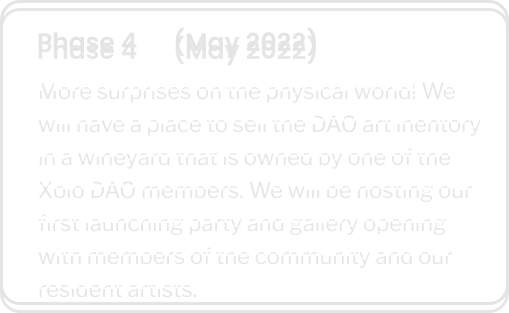 Phase 4 (May 2022)
More surprises on the physical world! We
will have a place to sell the DAO art inentory
in a wineyard that is owned by one of the
Xolo DAO members. We will be hosting our
first launching party and gallery opening
with members of the community and our
resident artists.